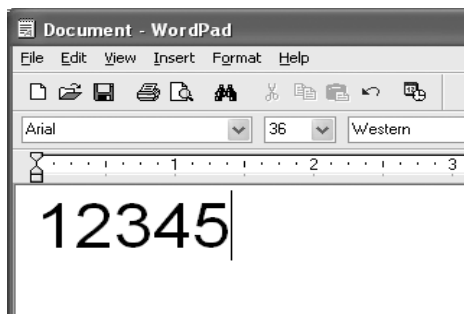 Document - WordPad
File Edit View Insert Format Help
Arial 36 Western
1 2 3
12345